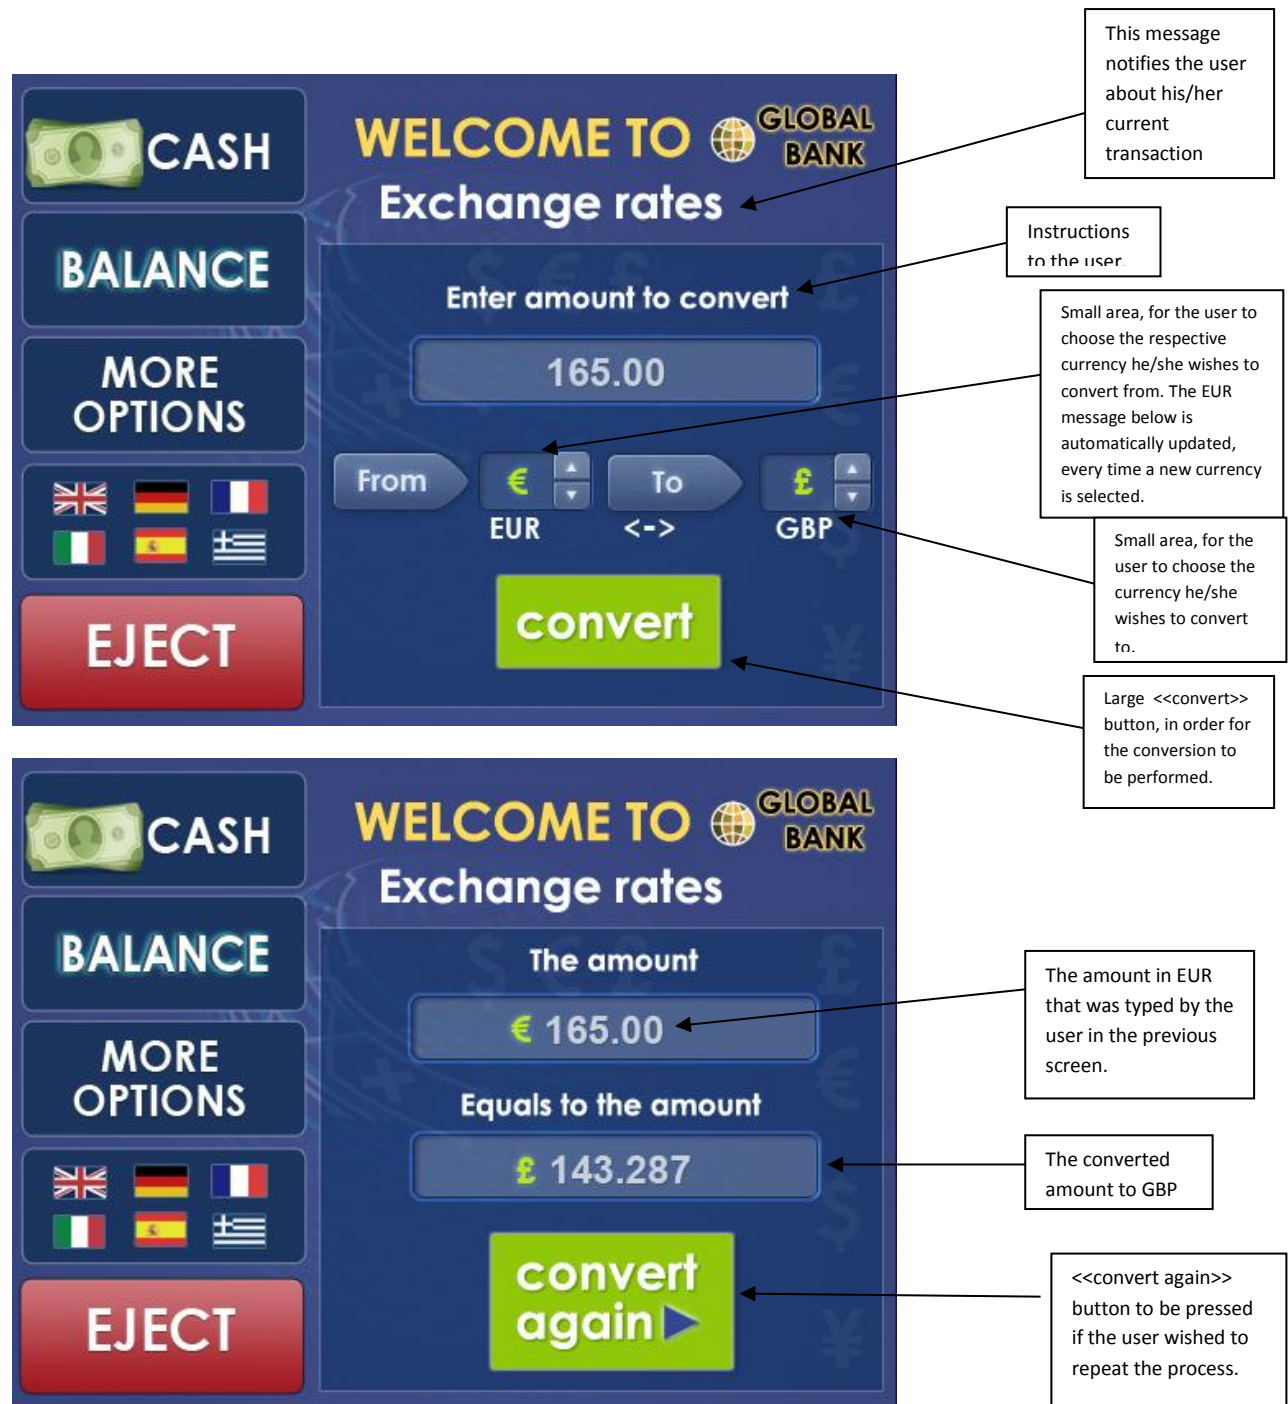 This message
notifies the user
about his/her
current
transaction
CASH
WELCOME TO GLOBAL
BANK
Exchange rates
BALANCE
Instructions
to the user.
Enter amount to convert
165.00
MORE
OPTIONS
Small area, for the user to
choose the respective
currency he/she wishes to
convert from. The EUR
message below is
automatically updated,
every time a new currency
is selected.
From € To £
EUR <-> GBP
Small area, for the
user to choose the
currency he/she
wishes to convert
to.
convert
EJECT
Large <<convert>>
button, in order for
the conversion to
be performed.
CASH
WELCOME TO GLOBAL
BANK
Exchange rates
BALANCE
The amount
€ 165.00
The amount in EUR
that was typed by the
user in the previous
screen.
MORE
OPTIONS
Equals to the amount
£ 143.287
The converted
amount to GBP
convert
again
EJECT
<<convert again>>
button to be pressed
if the user wished to
repeat the process.